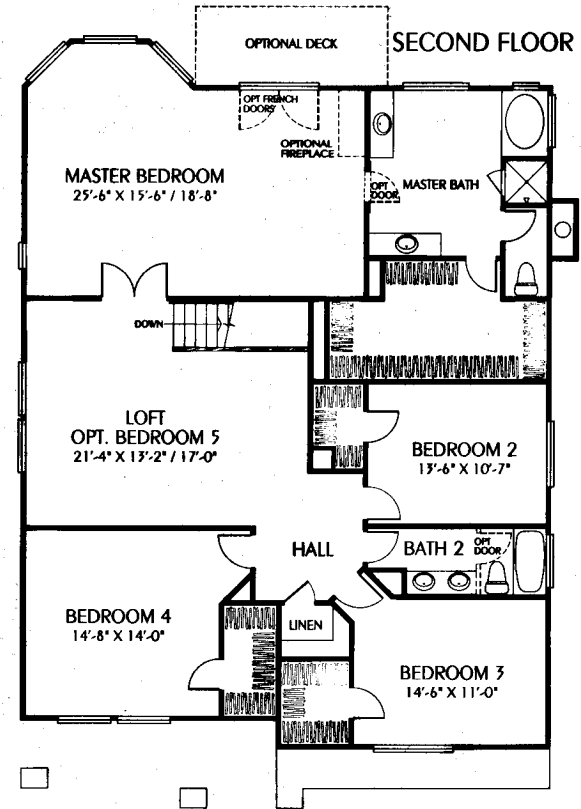 OPTIONAL DECK
SECOND FLOOR
OPT FRENCH
DOORS
OPTIONAL
FIREPLACE
MASTER BEDROOM
25'-6" X 15'-6" / 18'-8"
OPT
DOOR
MASTER BATH
DOWN
LOFT
OPT. BEDROOM 5
21'-4" X 13'-2" / 17'-0"
BEDROOM 2
13'-6" X 10'-7"
HALL
BATH 2
OPT
DOOR
BEDROOM 4
14'-8" X 14'-0"
LINEN
BEDROOM 3
14'-6" X 11'-0"